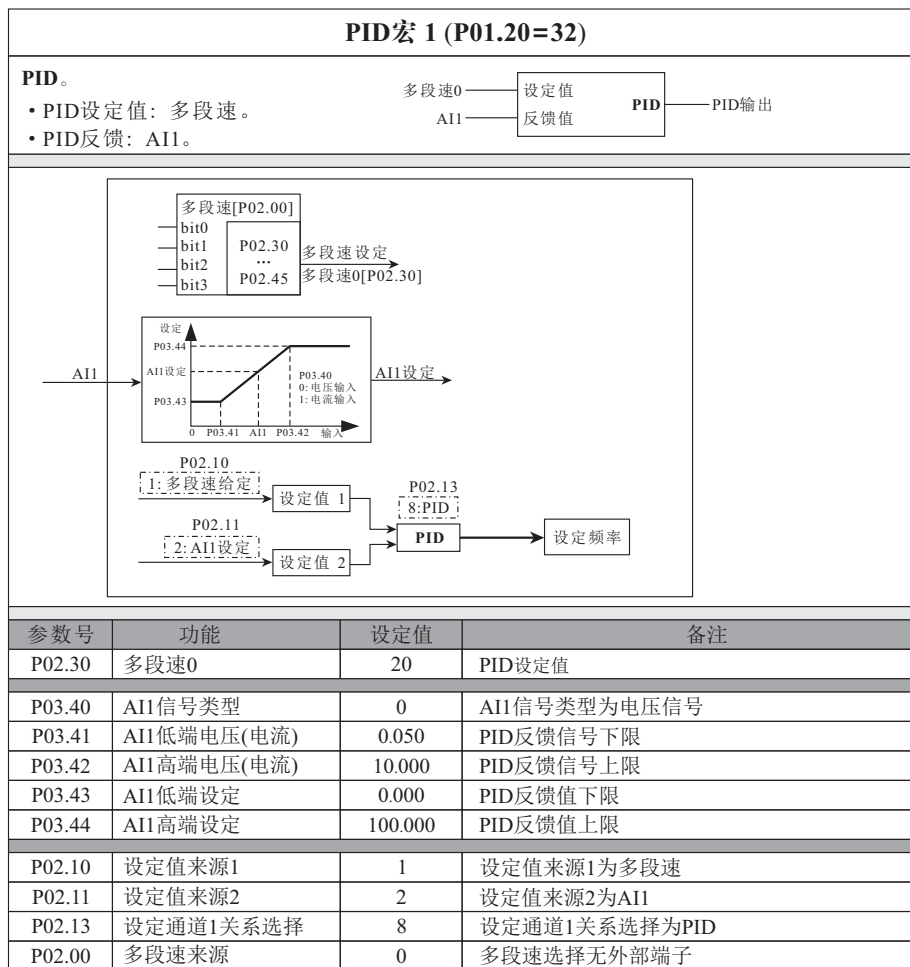 PID宏 1 (P01.20=32)
PID。
• PID设定值：多段速。
• PID反馈：AI1。
多段速0
AI1
设定值
反馈值
PID
PID输出
多段速[P02.00]
bit0
bit1
bit2
bit3
P02.30
...
P02.45
多段速设定
多段速0[P02.30]
AI1
设定
P03.44
AI1设定
P03.43
0 P03.41 AI1 P03.42 输入
P03.40
0:电压输入
1:电流输入
AI1设定
P02.10
1:多段速给定
设定值 1
P02.11
2:AI1设定
设定值 2
P02.13
8:PID
PID
设定频率
参数号 功能 设定值 备注
P02.30 多段速0 20 PID设定值
P03.40 AI1信号类型 0 AI1信号类型为电压信号
P03.41 AI1低端电压(电流) 0.050 PID反馈信号下限
P03.42 AI1高端电压(电流) 10.000 PID反馈信号上限
P03.43 AI1低端设定 0.000 PID反馈值下限
P03.44 AI1高端设定 100.000 PID反馈值上限
P02.10 设定值来源1 1 设定值来源1为多段速
P02.11 设定值来源2 2 设定值来源2为AI1
P02.13 设定通道1关系选择 8 设定通道1关系选择为PID
P02.00 多段速来源 0 多段速选择无外部端子